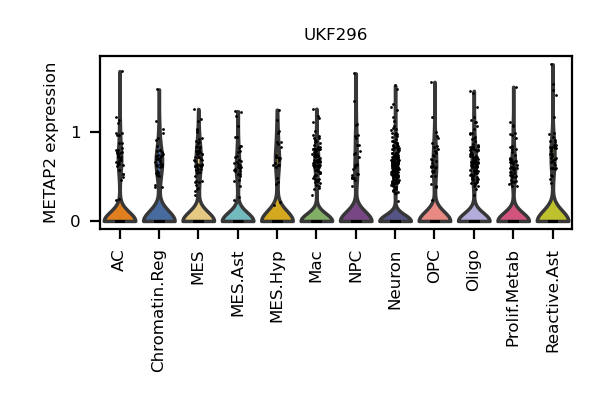 UKF296
METAP2 expression
1
0
AC
Chromatin.Reg
MES
MES.Ast
MES.Hyp
Mac
NPC
Neuron
OPC
Oligo
Prolif.Metab
Reactive.Ast